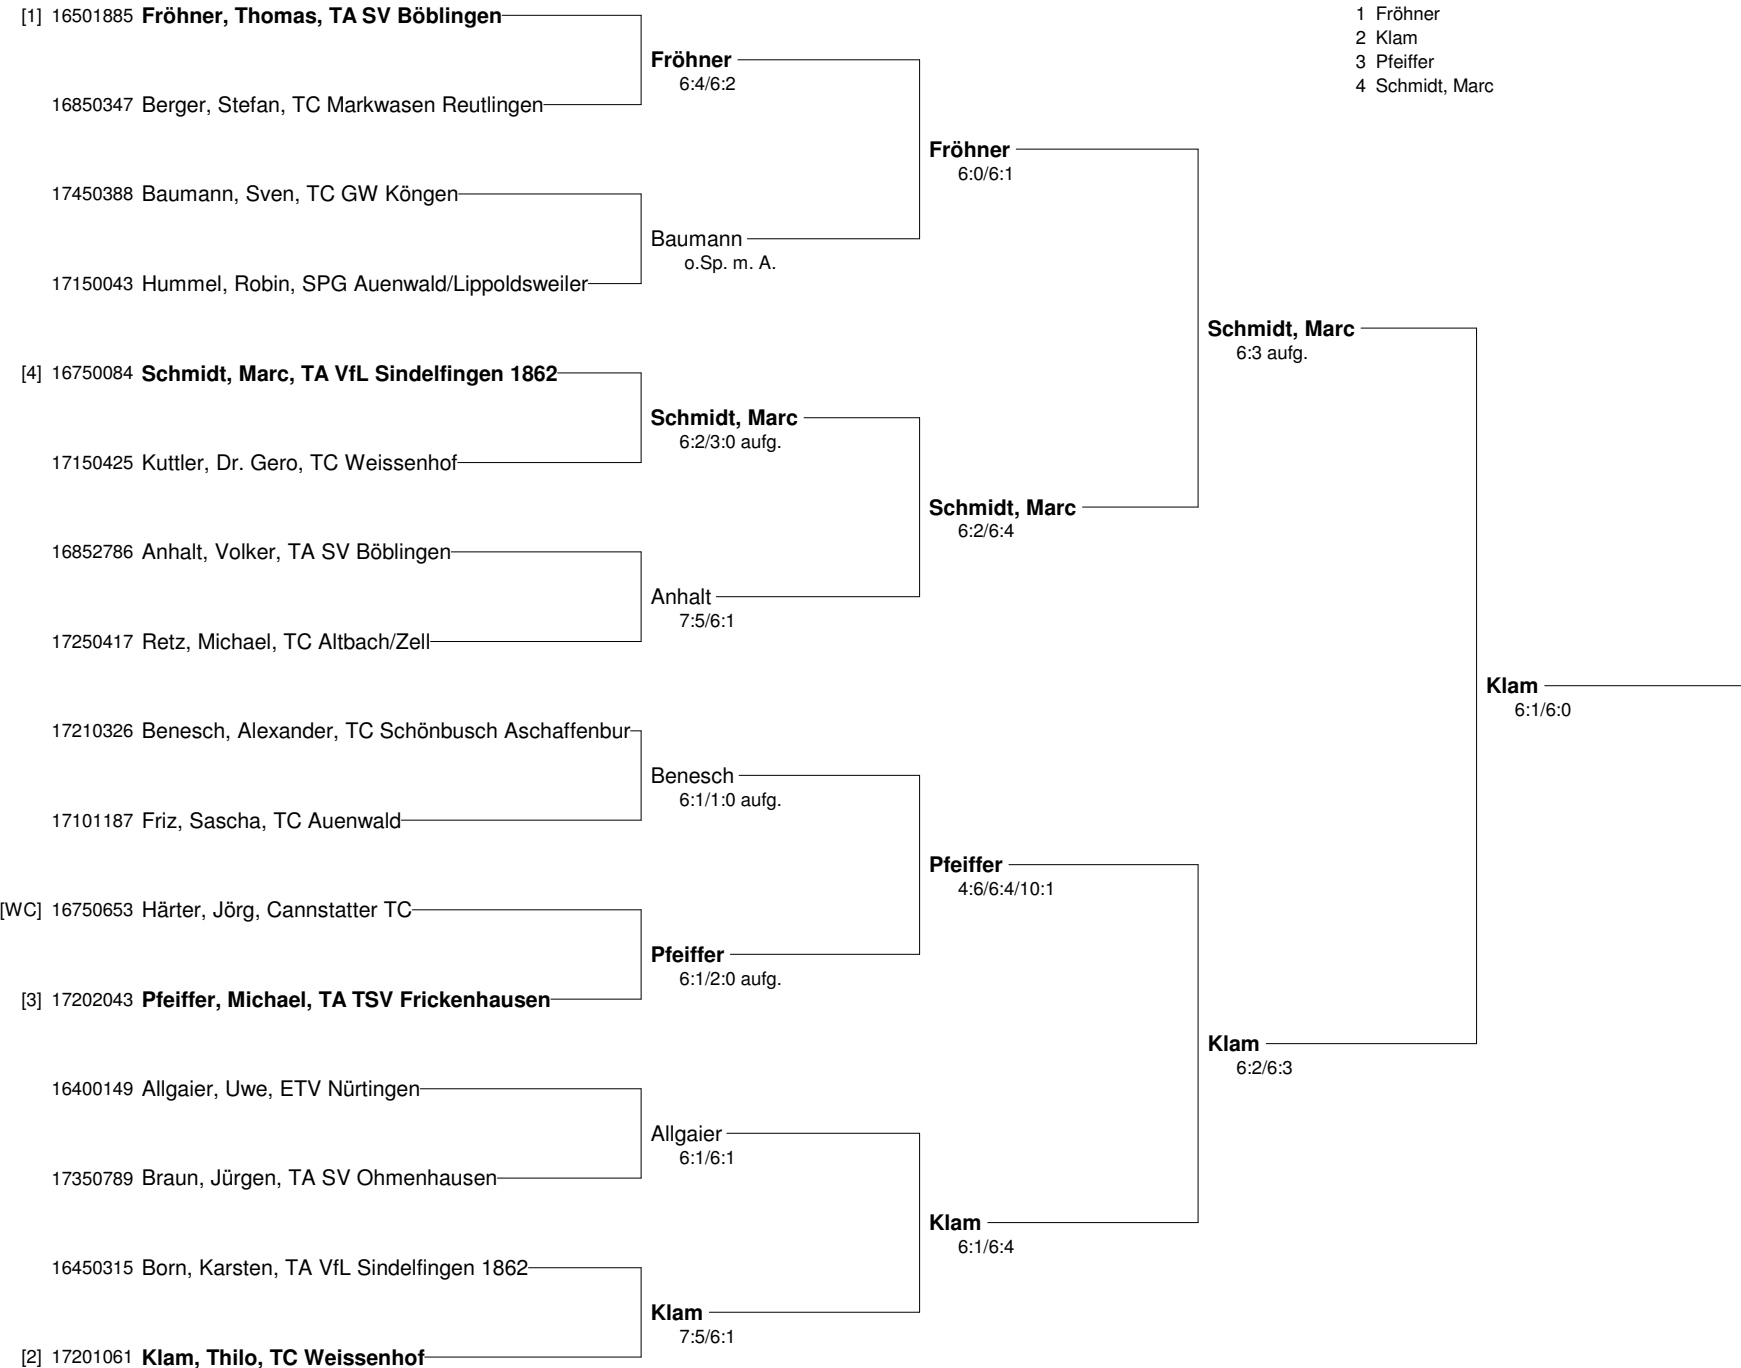 [1] 16501885 Fröhner, Thomas, TA SV Böblingen
1 Fröhner
2 Klam
3 Pfeiffer
4 Schmidt, Marc
Fröhner
6:4/6:2
16850347 Berger, Stefan, TC Markwasen Reutlingen
Fröhner
6:0/6:1
17450388 Baumann, Sven, TC GW Köngen
Baumann
o.Sp. m. A.
17150043 Hummel, Robin, SPG Auenwald/Lippoldsweiler
Schmidt, Marc
6:3 aufg.
[4] 16750084 Schmidt, Marc, TA VfL Sindelfingen 1862
Schmidt, Marc
6:2/3:0 aufg.
17150425 Kuttler, Dr. Gero, TC Weissenhof
Schmidt, Marc
6:2/6:4
16852786 Anhalt, Volker, TA SV Böblingen
Anhalt
7:5/6:1
17250417 Retz, Michael, TC Altbach/Zell
Klam
6:1/6:0
17210326 Benesch, Alexander, TC Schönbusch Aschaffenbur
Benesch
6:1/1:0 aufg.
17101187 Friz, Sascha, TC Auenwald
Pfeiffer
4:6/6:4/10:1
[WC] 16750653 Härter, Jörg, Cannstatter TC
Pfeiffer
6:1/2:0 aufg.
[3] 17202043 Pfeiffer, Michael, TA TSV Frickenhausen
Klam
6:2/6:3
16400149 Allgaier, Uwe, ETV Nürtingen
Allgaier
6:1/6:1
17350789 Braun, Jürgen, TA SV Ohmenhausen
Klam
6:1/6:4
16450315 Born, Karsten, TA VfL Sindelfingen 1862
Klam
7:5/6:1
[2] 17201061 Klam, Thilo, TC Weissenhof